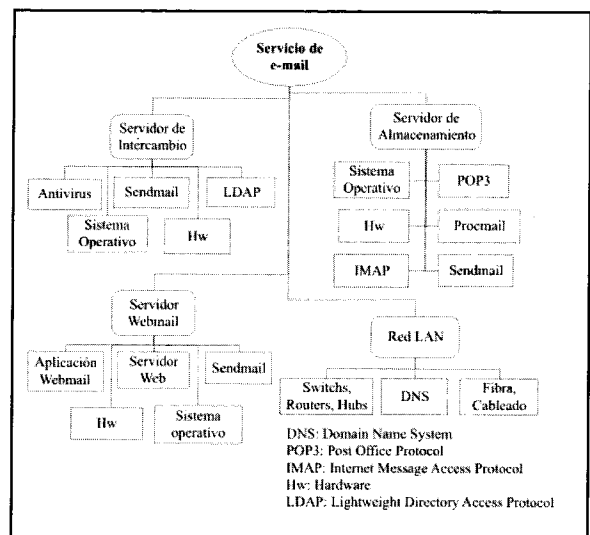 Servicio de
e-mail
Servidor de
Intercambio
Antivirus
Sendmail
LDAP
Sistema
Operativo
Hw
Servidor de
Almacenamiento
Sistema
Operativo
POP3
Hw
Procmail
IMAP
Sendmail
Servidor
Webmail
Aplicación
Webmail
Servidor
Web
Sendmail
Hw
Sistema
operativo
Red LAN
Switchs,
Routers, Hubs
DNS
Fibra,
Cableado
DNS: Domain Name System
POP3: Post Office Protocol
IMAP: Internet Message Access Protocol
Hw: Hardware
LDAP: Lightweight Directory Access Protocol